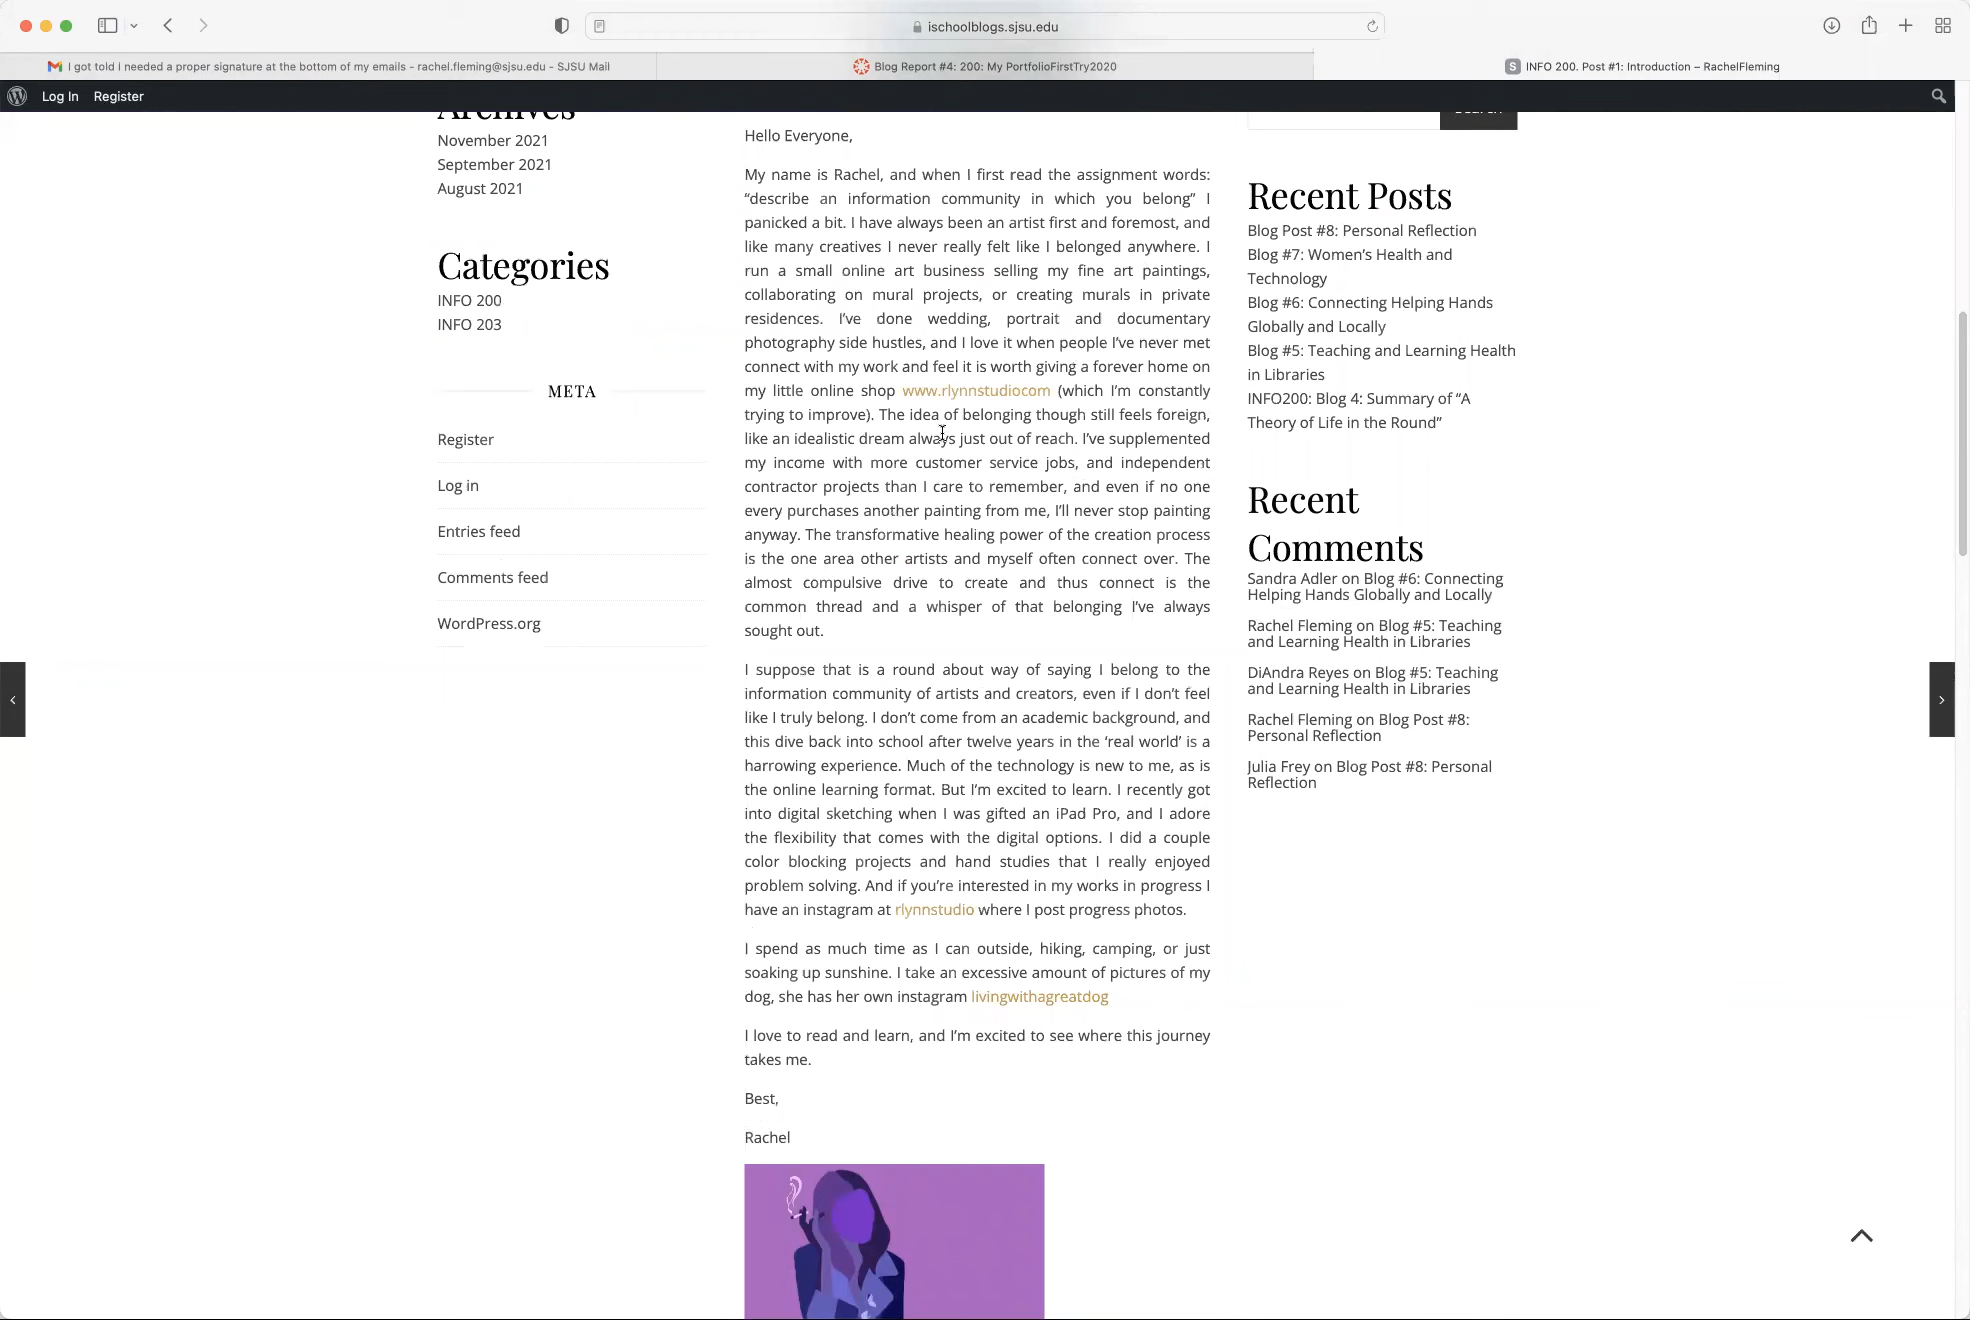 ischoolblogs.sjsu.edu
I got told I needed a proper signature at the bottom of my emails - rachel.fleming@sjsu.edu - SJSU Mail
Blog Report #4: 200: My PortfolioFirstTry2020
S INFO 200. Post #1: Introduction – RachelFleming
Log In Register
Archives
November 2021
September 2021
August 2021
Categories
INFO 200
INFO 203
META
Register
Log in
Entries feed
Comments feed
WordPress.org
Hello Everyone,
My name is Rachel, and when I first read the assignment words:
“describe an information community in which you belong” I
panicked a bit. I have always been an artist first and foremost, and
like many creatives I never really felt like I belonged anywhere. I
run a small online art business selling my fine art paintings,
collaborating on mural projects, or creating murals in private
residences. I’ve done wedding, portrait and documentary
photography side hustles, and I love it when people I’ve never met
connect with my work and feel it is worth giving a forever home on
my little online shop www.rlynnstudiocom (which I’m constantly
trying to improve). The idea of belonging though still feels foreign,
like an idealistic dream always just out of reach. I’ve supplemented
my income with more customer service jobs, and independent
contractor projects than I care to remember, and even if no one
every purchases another painting from me, I’ll never stop painting
anyway. The transformative healing power of the creation process
is the one area other artists and myself often connect over. The
almost compulsive drive to create and thus connect is the
common thread and a whisper of that belonging I’ve always
sought out.
I suppose that is a round about way of saying I belong to the
information community of artists and creators, even if I don’t feel
like I truly belong. I don’t come from an academic background, and
this dive back into school after twelve years in the ‘real world’ is a
harrowing experience. Much of the technology is new to me, as is
the online learning format. But I’m excited to learn. I recently got
into digital sketching when I was gifted an iPad Pro, and I adore
the flexibility that comes with the digital options. I did a couple
color blocking projects and hand studies that I really enjoyed
problem solving. And if you’re interested in my works in progress I
have an instagram at rlynnstudio where I post progress photos.
I spend as much time as I can outside, hiking, camping, or just
soaking up sunshine. I take an excessive amount of pictures of my
dog, she has her own instagram livingwithagreatdog
I love to read and learn, and I’m excited to see where this journey
takes me.
Best,
Rachel
Recent Posts
Blog Post #8: Personal Reflection
Blog #7: Women’s Health and
Technology
Blog #6: Connecting Helping Hands
Globally and Locally
Blog #5: Teaching and Learning Health
in Libraries
INFO200: Blog 4: Summary of “A
Theory of Life in the Round”
Recent
Comments
Sandra Adler on Blog #6: Connecting
Helping Hands Globally and Locally
Rachel Fleming on Blog #5: Teaching
and Learning Health in Libraries
DiAndra Reyes on Blog #5: Teaching
and Learning Health in Libraries
Rachel Fleming on Blog Post #8:
Personal Reflection
Julia Frey on Blog Post #8: Personal
Reflection